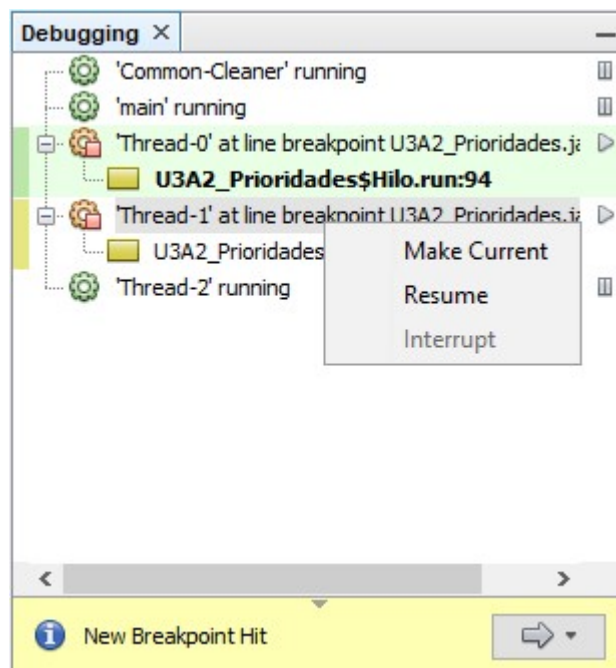 Debugging
'Common-Cleaner' running
'main' running
'Thread-0' at line breakpoint U3A2_Prioridades.ja
U3A2_Prioridades$Hilo.run:94
'Thread-1' at line breakpoint U3A2_Prioridades.ja
U3A2_Prioridades
Make Current
'Thread-2' running
Resume
Interrupt
New Breakpoint Hit